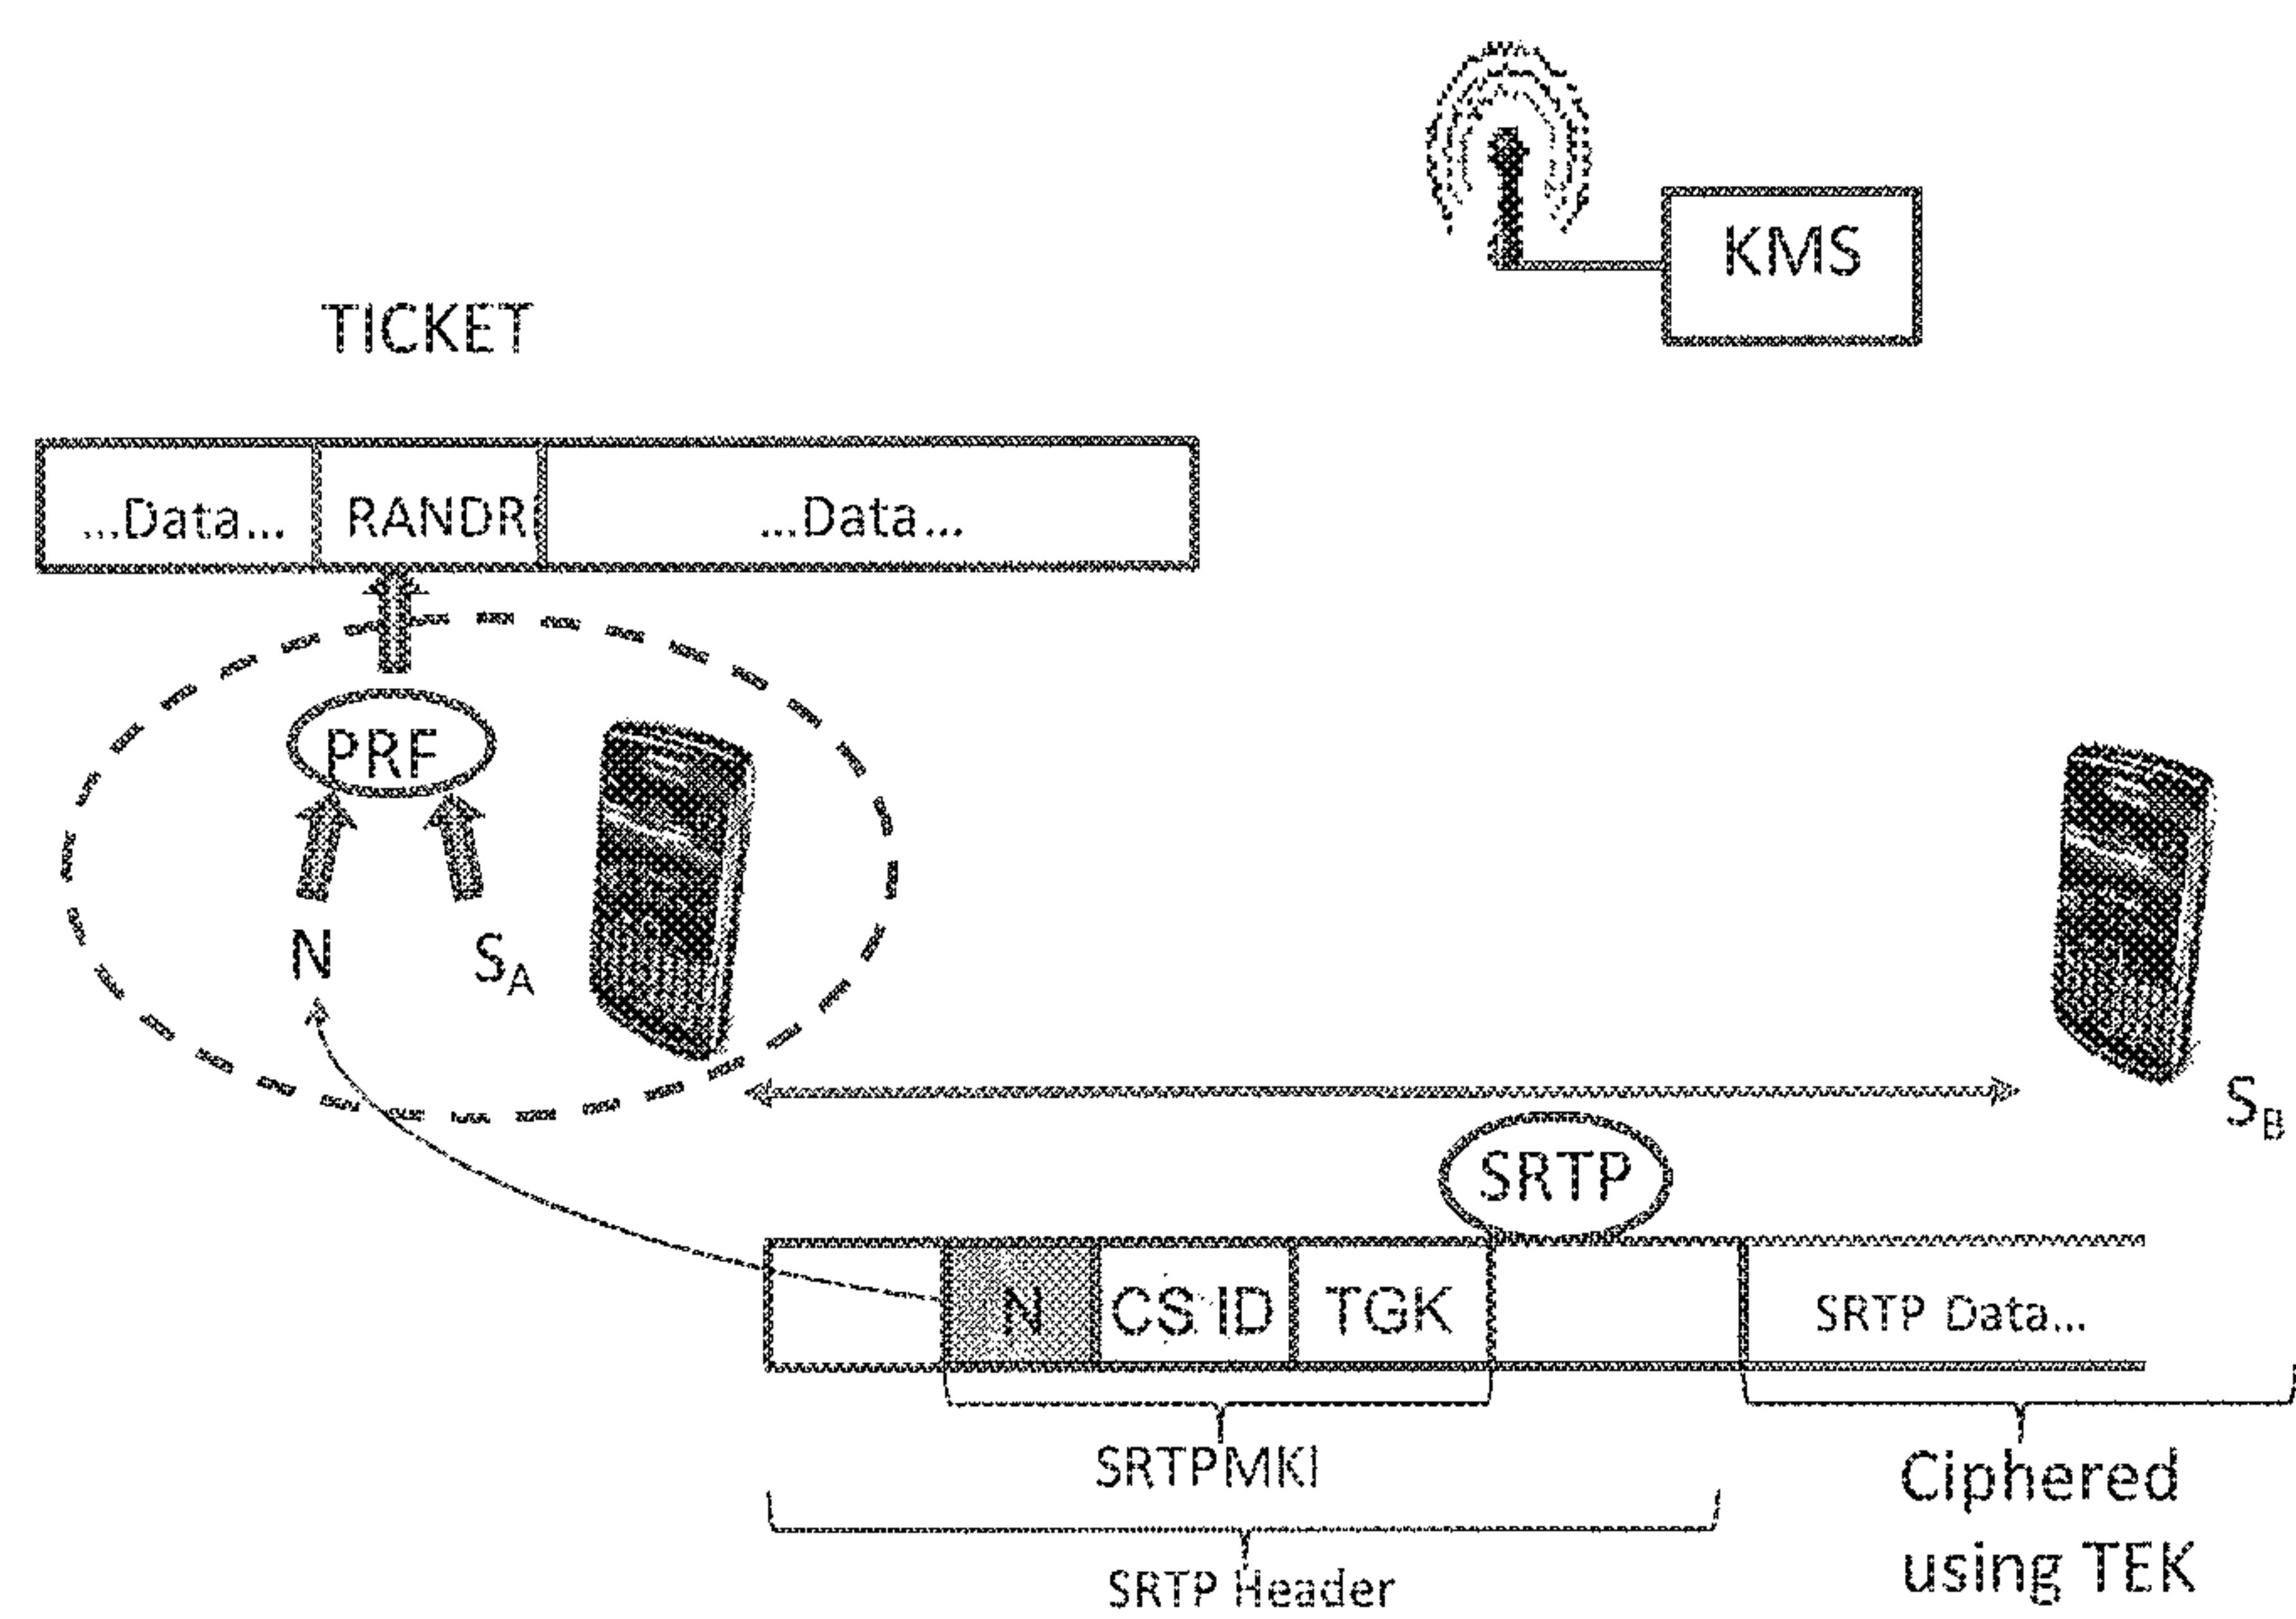 KMS
TICKET
...Data... RANDR ...Data...
PRF
N SA
SB
SRTP
N CS ID TGK SRTP Data...
SRTPMKI
SRTP Header
Ciphered
using TEK